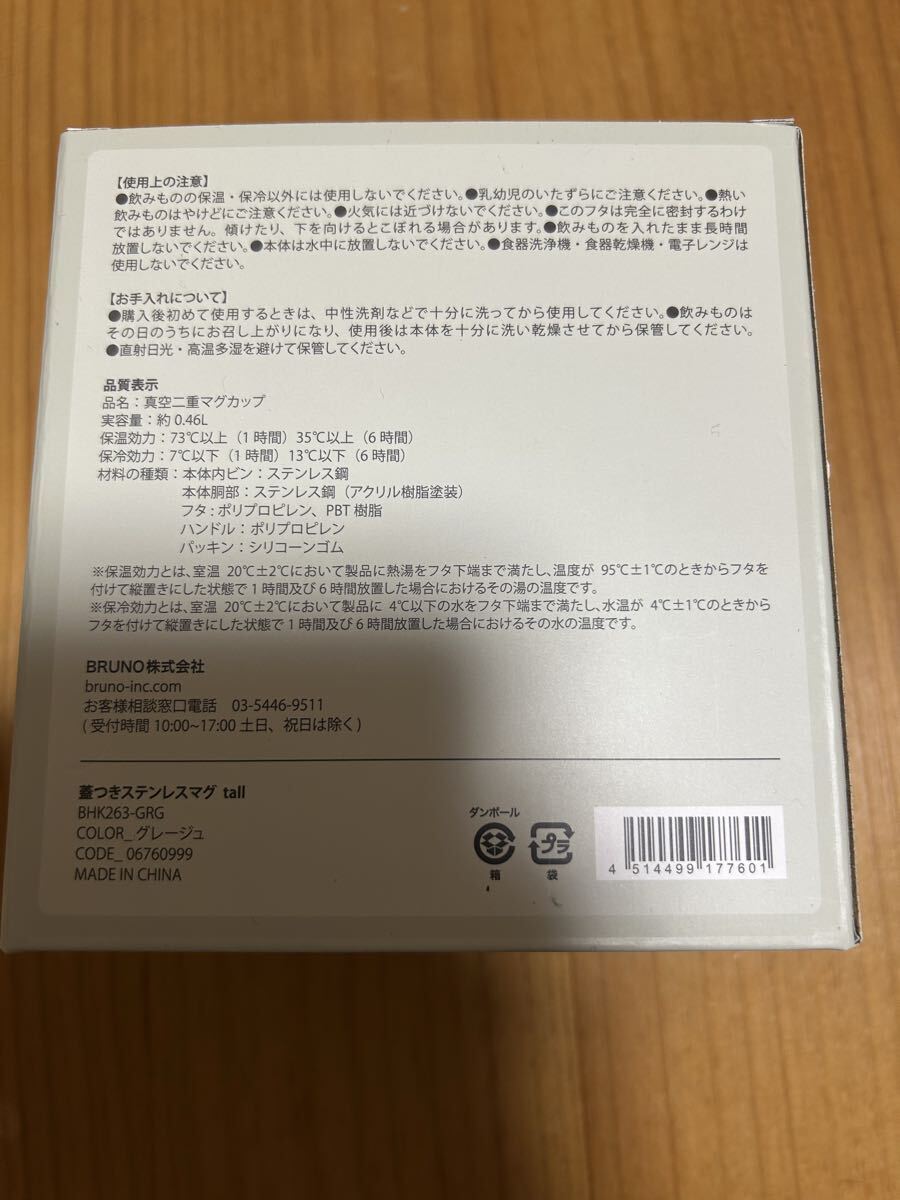 【使用上の注意】
●飲みものの保温・保冷以外には使用しないでください。●乳幼児のいたずらにご注意ください。●熱い
飲みものはやけどにご注意ください。●火気には近づけないでください。●このフタは完全に密封するわけ
ではありません。傾けたり、下を向けるとこぼれる場合があります。●飲みものを入れたまま長時間
放置しないでください。●本体は水中に放置しないでください。●食器洗浄機・食器乾燥機・電子レンジは
使用しないでください。
【お手入れについて】
●購入後初めて使用するときは、中性洗剤などで十分に洗ってから使用してください。●飲みものは
その日のうちにお召し上がりになり、使用後は本体を十分に洗い乾燥させてから保管してください。
●直射日光・高温多湿を避けて保管してください。
品質表示
品名：真空二重マグカップ
実容量：約 0.46L
保温効力：73℃以上（1 時間）35℃以上（6 時間）
保冷効力：7℃以下（1 時間）13℃以下（6 時間）
材料の種類：本体内ビン：ステンレス鋼
本体胴部：ステンレス鋼（アクリル樹脂塗装）
フタ：ポリプロピレン、PBT 樹脂
ハンドル：ポリプロピレン
パッキン：シリコーンゴム
※保温効力とは、室温 20℃±2℃において製品に熱湯をフタ下端まで満たし、温度が 95℃±1℃のときからフタを
付けて縦置きにした状態で 1 時間及び 6 時間放置した場合におけるその湯の温度です。
※保冷効力とは、室温 20℃±2℃において製品に 4℃以下の水をフタ下端まで満たし、水温が 4℃±1℃のときから
フタを付けて縦置きにした状態で 1 時間及び 6 時間放置した場合におけるその水の温度です。
BRUNO株式会社
bruno-inc.com
お客様相談窓口電話 03-5446-9511
( 受付時間 10:00~17:00 土日、祝日は除く )
蓋つきステンレスマグ tall
BHK263-GRG
COLOR_グレージュ
CODE_ 06760999
MADE IN CHINA
ダンボール
箱
プラ
袋
4 514499 177601